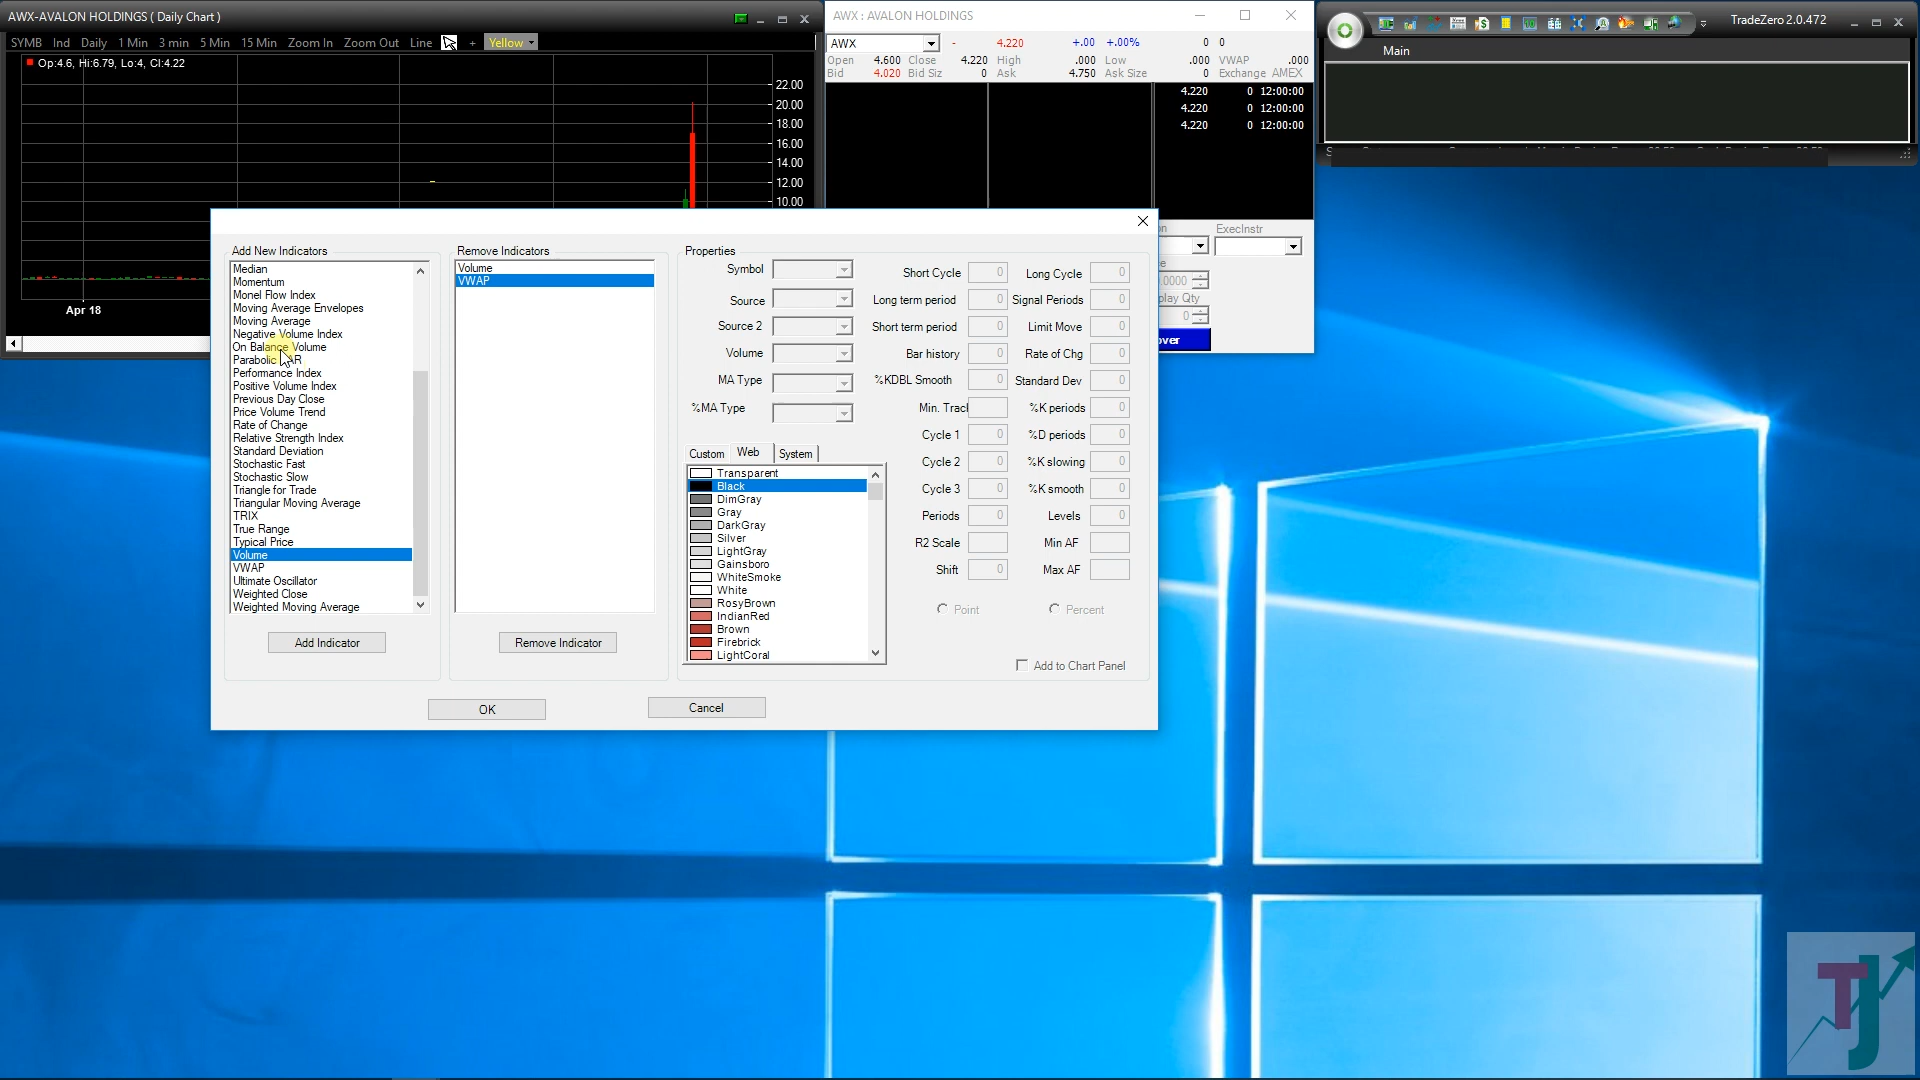 AWX-AVALON HOLDINGS ( Daily Chart )
SYMB Ind Daily 1 Min 3 min 5 Min 15 Min Zoom In Zoom Out Line + Yellow
Op:4.6, Hi:6.79, Lo:4, Cl:4.22
22.00
20.00
18.00
16.00
14.00
12.00
10.00
Apr 18
AWX : AVALON HOLDINGS
AWX - 4.220 +.00 +.00% 0 0
Open 4.600 Close 4.220 High .000 Low .000 VWAP .000
Bid 4.020 Bid Siz 0 Ask 4.750 Ask Size 0 Exchange AMEX
4.220 0 12:00:00
4.220 0 12:00:00
4.220 0 12:00:00
ExecInstr
TradeZero 2.0.472
Main
Add New Indicators
Median
Momentum
Monel Flow Index
Moving Average Envelopes
Moving Average
Negative Volume Index
On Balance Volume
Parabolic
Performance Index
Positive Volume Index
Previous Day Close
Price Volume Trend
Rate of Change
Relative Strength Index
Standard Deviation
Stochastic Fast
Stochastic Slow
Triangle for Trade
Triangular Moving Average
TRIX
True Range
Typical Price
Volume
VWAP
Ultimate Oscillator
Weighted Close
Weighted Moving Average
Add Indicator
Remove Indicators
Volume
VWAP
Remove Indicator
Properties
Symbol
Source
Source 2
Volume
MA Type
%MA Type
Short Cycle 0 Long Cycle 0
Long term period 0 Signal Periods 0
Short term period 0 Limit Move 0
Bar history 0 Rate of Chg 0
%KDBL Smooth 0 Standard Dev 0
Min. Tracl %K periods 0
Cycle 1 0 %D periods 0
Cycle 2 0 %K slowing 0
Cycle 3 0 %K smooth 0
Periods 0 Levels 0
R2 Scale Min AF
Shift 0 Max AF
Point Percent
Add to Chart Panel
Custom Web System
Transparent
Black
DimGray
Gray
DarkGray
Silver
LightGray
Gainsboro
WhiteSmoke
White
RosyBrown
IndianRed
Brown
Firebrick
LightCoral
OK Cancel
TJ